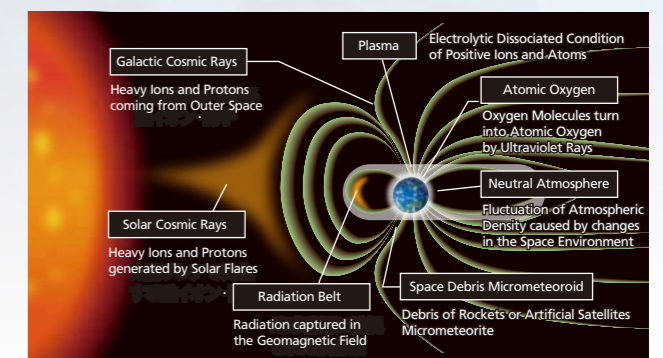 Galactic Cosmic Rays
Heavy Ions and Protons
coming from Outer Space
Plasma
Electrolytic Dissociated Condition
of Positive Ions and Atoms
Atomic Oxygen
Oxygen Molecules turn
into Atomic Oxygen
by Ultraviolet Rays
Neutral Atmosphere
Fluctuation of Atmospheric
Density caused by changes
in the Space Environment
Solar Cosmic Rays
Heavy Ions and Protons
generated by Solar Flares
Radiation Belt
Radiation captured in
the Geomagnetic Field
Space Debris Micrometeoroid
Debris of Rockets or Artificial Satellites
Micrometeorite